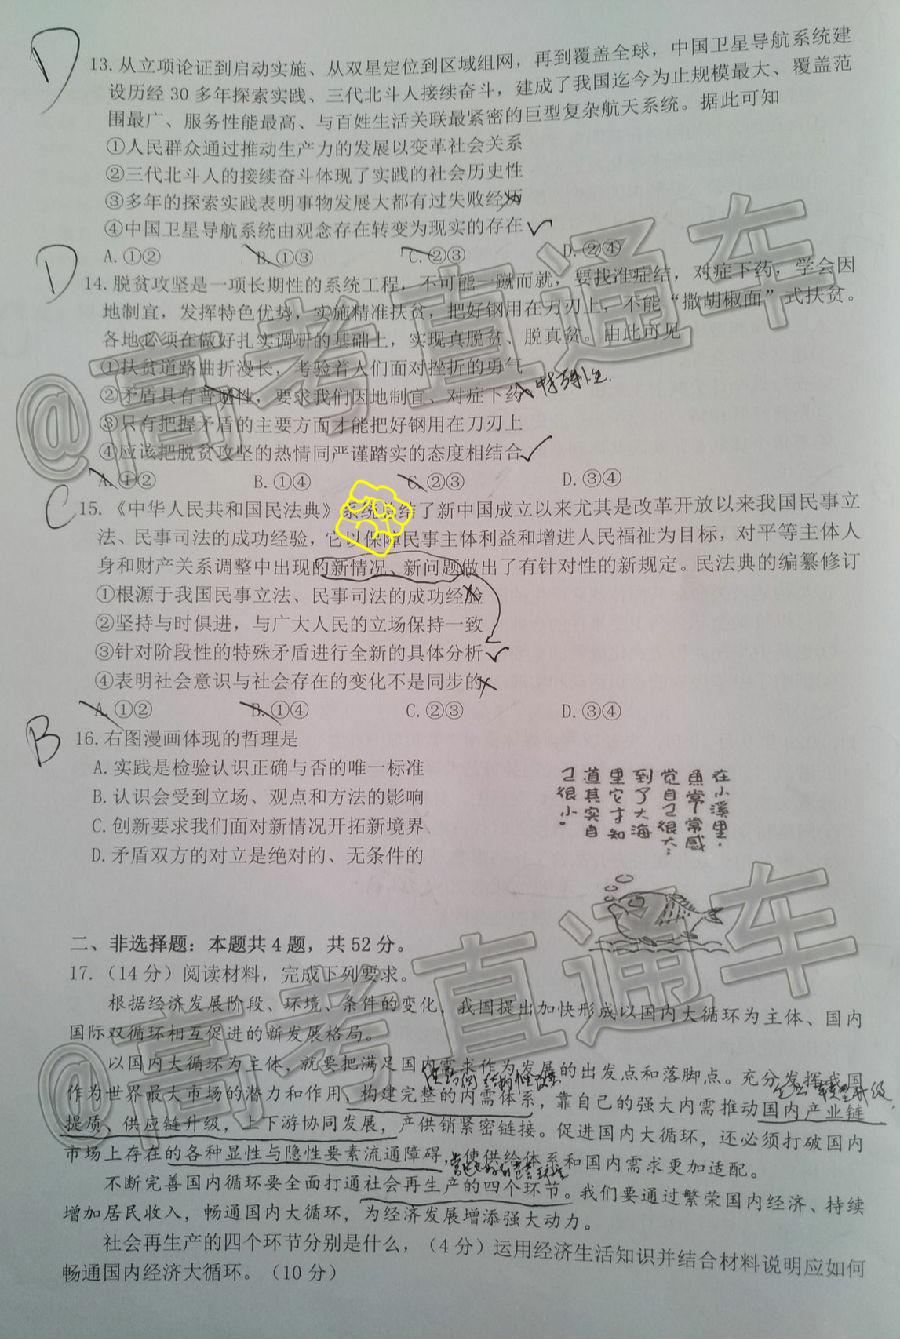 D
13.从立项论证到启动实施、从双星定位到区域组网，再到覆盖全球，中国卫星导航系统建
设历经30多年探索实践、三代北斗人接续奋斗，建成了我国迄今为止规模最大、覆盖范
围最广、服务性能最高、与百姓生活关联最紧密的巨型复杂航天系统。据此可知
①人民群众通过推动生产力的发展以变革社会关系
②三代北斗人的接续奋斗体现了实践的社会历史性
③多年的探索实践表明事物发展大都有过失败经历
④中国卫星导航系统由观念存在转变为现实的存在
A.①② B.①③ C.②③ D.②④
D
14.脱贫攻坚是一项长期性的系统工程，不可能一蹴而就，要找准症结，对症下药，学会因
地制宜，发挥特色优势，实施精准扶贫，把好钢用在刀刃上，不能“撒胡椒面”式扶贫。
各地必须在做好扎实调研的基础上，实现真脱贫、脱真贫。由此可见
①扶贫道路曲折漫长，考验着人们面对挫折的勇气
②矛盾具有普遍性，要求我们因地制宜、对症下药 特殊性
③只有把握矛盾的主要方面才能把好钢用在刀刃上
④应该把脱贫攻坚的热情同严谨踏实的态度相结合
A.①② B.①④ C.②③ D.③④
C
15.《中华人民共和国民法典》系统总结了新中国成立以来尤其是改革开放以来我国民事立
法、民事司法的成功经验，它以保障民事主体利益和增进人民福祉为目标，对平等主体人
身和财产关系调整中出现的新情况、新问题做出了有针对性的新规定。民法典的编纂修订
①根源于我国民事立法、民事司法的成功经验
②坚持与时俱进，与广大人民的立场保持一致
③针对阶段性的特殊矛盾进行全新的具体分析
④表明社会意识与社会存在的变化不是同步的
A.①② B.①④ C.②③ D.③④
B
16.右图漫画体现的哲理是
A.实践是检验认识正确与否的唯一标准
B.认识会受到立场、观点和方法的影响
C.创新要求我们面对新情况开拓新境界
D.矛盾双方的对立是绝对的、无条件的
在小溪里，
鱼常常感
觉自己很大；
到了大海
里它才知
道其实自
己很小。
二、非选择题：本题共4题，共52分。
17.（14分）阅读材料，完成下列要求。
根据经济发展阶段、环境、条件的变化，我国提出加快形成以国内大循环为主体、国内
国际双循环相互促进的新发展格局。
以国内大循环为主体，就要把满足国内需求作为发展的出发点和落脚点。充分发挥我国
作为世界最大市场的潜力和作用，构建完整的内需体系，靠自己的强大内需推动国内产业链
提质、供应链升级，上下游协同发展，产供销紧密链接。促进国内大循环，还必须打破国内
市场上存在的各种显性与隐性要素流通障碍，使供给体系和国内需求更加适配。
不断完善国内循环要全面打通社会再生产的四个环节。我们要通过繁荣国内经济、持续
增加居民收入，畅通国内大循环，为经济发展增添强大动力。
社会再生产的四个环节分别是什么，（4分）运用经济生活知识并结合材料说明应如何
畅通国内经济大循环。（10分）
@高考直通车
@高考直通车